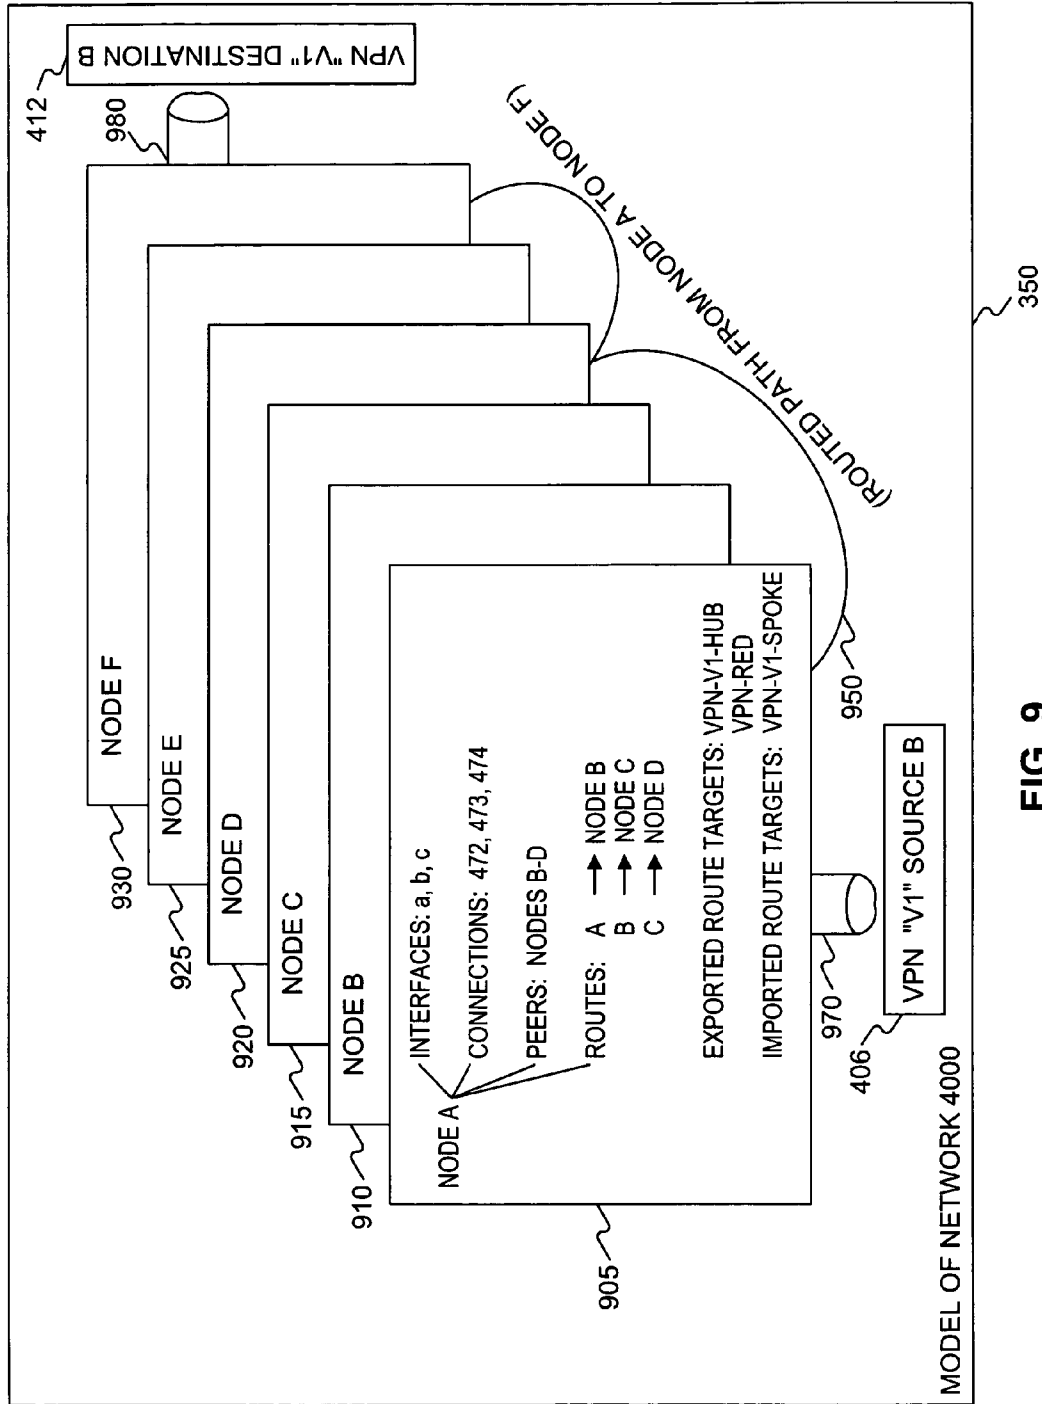 412
VPN "V1" DESTINATION B
980
930
NODE F
925
NODE E
920
NODE D
915
NODE C
910
NODE B
905
NODE A
INTERFACES: a, b, c
CONNECTIONS: 472, 473, 474
PEERS: NODES B-D
ROUTES: A → NODE B
B → NODE C
C → NODE D
EXPORTED ROUTE TARGETS: VPN-V1-HUB
VPN-RED
IMPORTED ROUTE TARGETS: VPN-V1-SPOKE
(ROUTED PATH FROM NODE A TO NODE F)
950
970
406
VPN "V1" SOURCE B
MODEL OF NETWORK 4000
350
FIG. 9